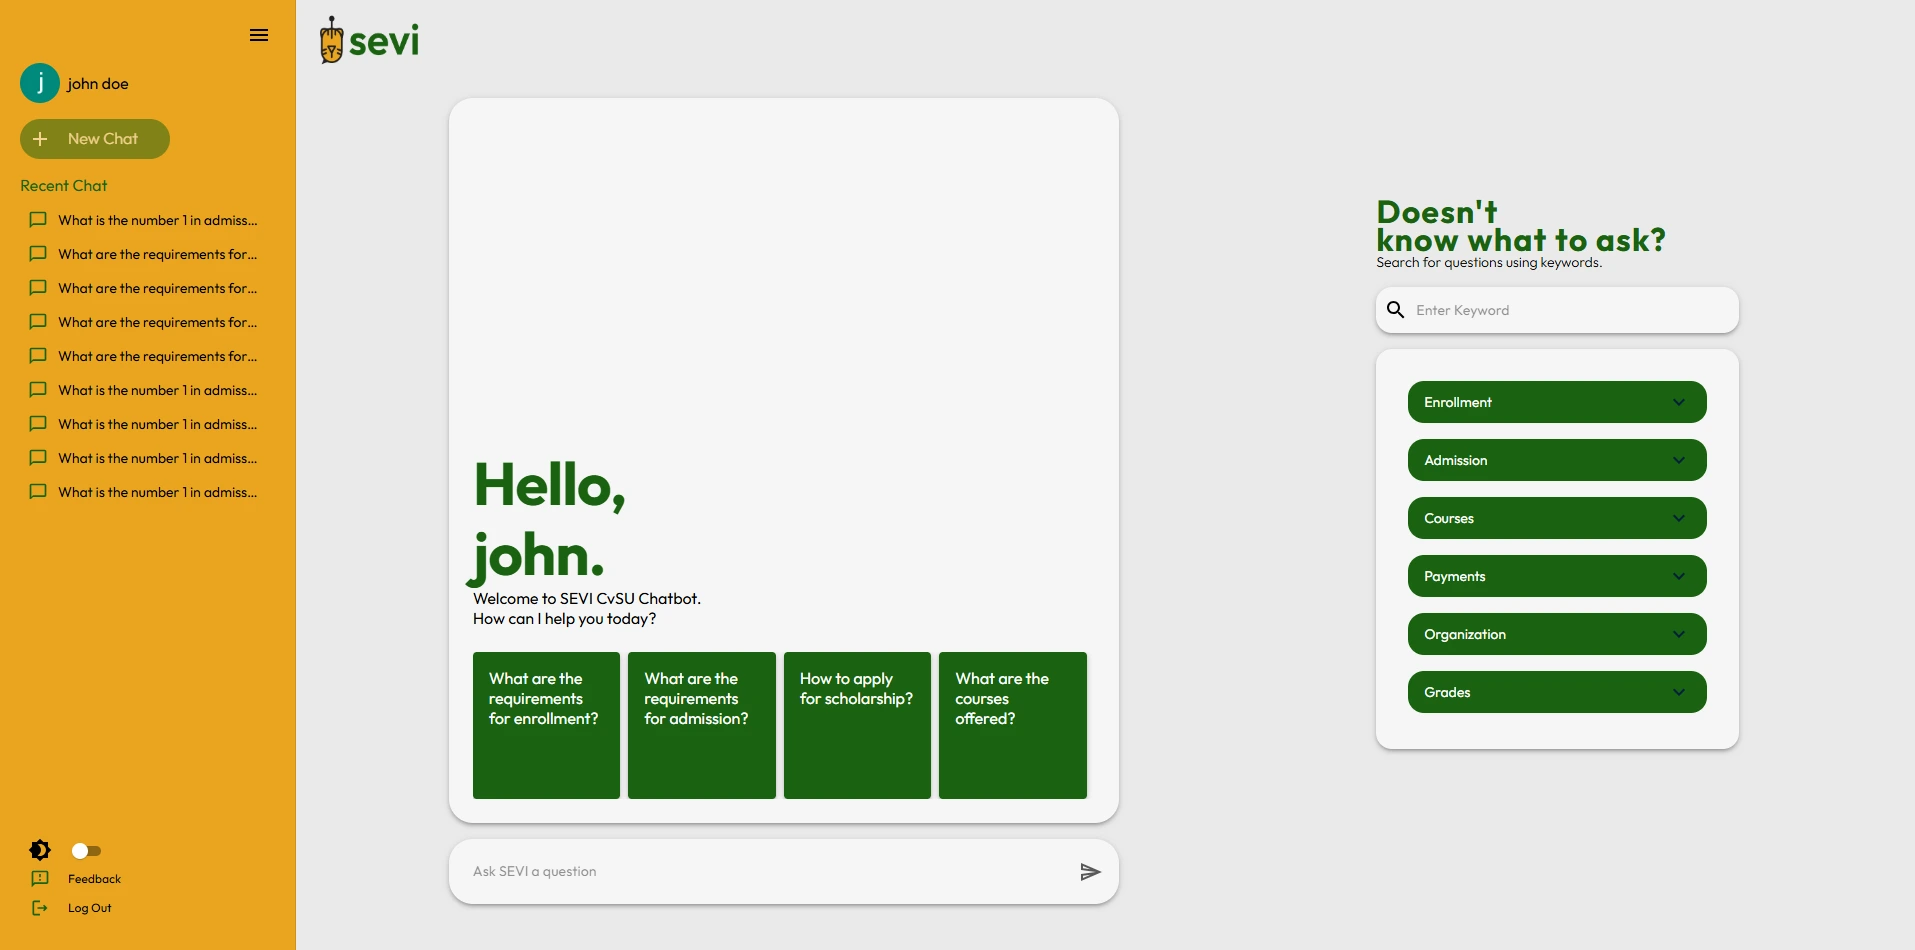 j
john doe
New Chat
Recent Chat
What is the number 1 in admiss...
What are the requirements for...
What are the requirements for...
What are the requirements for...
What are the requirements for...
What is the number 1 in admiss...
What is the number 1 in admiss...
What is the number 1 in admiss...
What is the number 1 in admiss...
Feedback
Log Out
sevi
Hello,
john.
Welcome to SEVI CvSU Chatbot.
How can I help you today?
What are the
requirements
for enrollment?
What are the
requirements
for admission?
How to apply
for scholarship?
What are the
courses
offered?
Ask SEVI a question
Doesn't
know what to ask?
Search for questions using keywords.
Enter Keyword
Enrollment
Admission
Courses
Payments
Organization
Grades